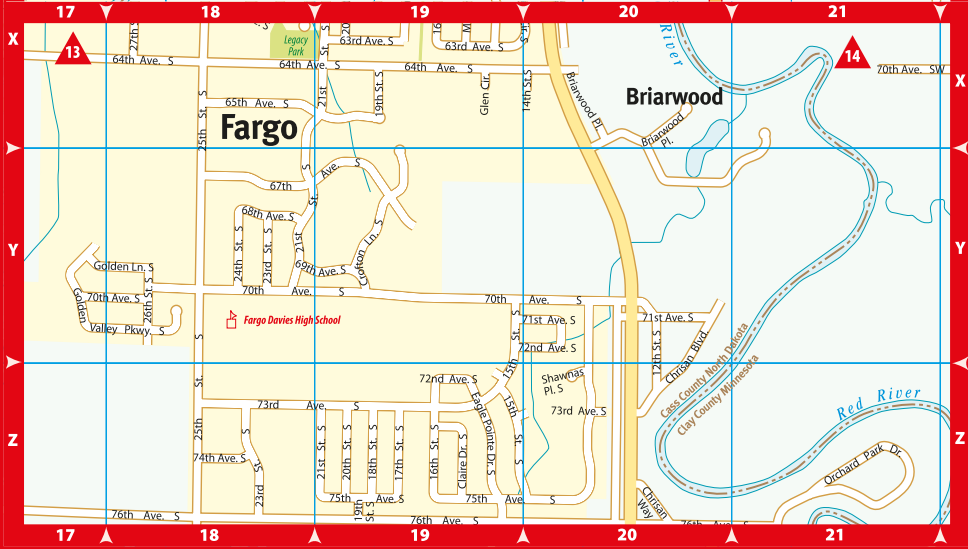 17 18 19 20 21
X
13
27th
Legacy
Park
20
63rd Ave. S
16
M
63rd Ave. S
S
River
14
70th Ave. SW
X
64th Ave. S
64th Ave. S
64th Ave. S
21st
St.
19th St. S
Glen Cir.
14th St. S
Briarwood Pl.
Briarwood
65th Ave. S
25th St. S
Fargo
Briarwood
Pl.
67th
Ave. S
S
St.
21st
68th Ave. S
24th St. S
23rd St. S
69th Ave. S
Crofton Ln. S
Y
Y
Golden Ln. S
70th Ave. S
26th St. S
Golden
Valley Pkwy. S
70th Ave. S
70th Ave. S
Fargo Davies High School
71st Ave. S
72nd Ave. S
15th
St. S
71st Ave. S
12th St. S
Chrisan Blvd.
Cass County North Dakota
Clay County Minnesota
S
St.
25th
72nd Ave. S
Shawnas
Pl. S
73rd Ave. S
73rd Ave. S
Eagle Pointe Dr. S
15th
St. S
Red River
Z
Z
74th Ave. S
S
St.
23rd
21st St. S
20th St. S
18th St. S
17th St. S
16th St. S
Claire Dr. S
Orchard Park Dr.
75th Ave. S
75th Ave. S
19th
St. S
Chrisan
Way
76th Ave. S
76th Ave. S
76th Ave. S
17 18 19 20 21